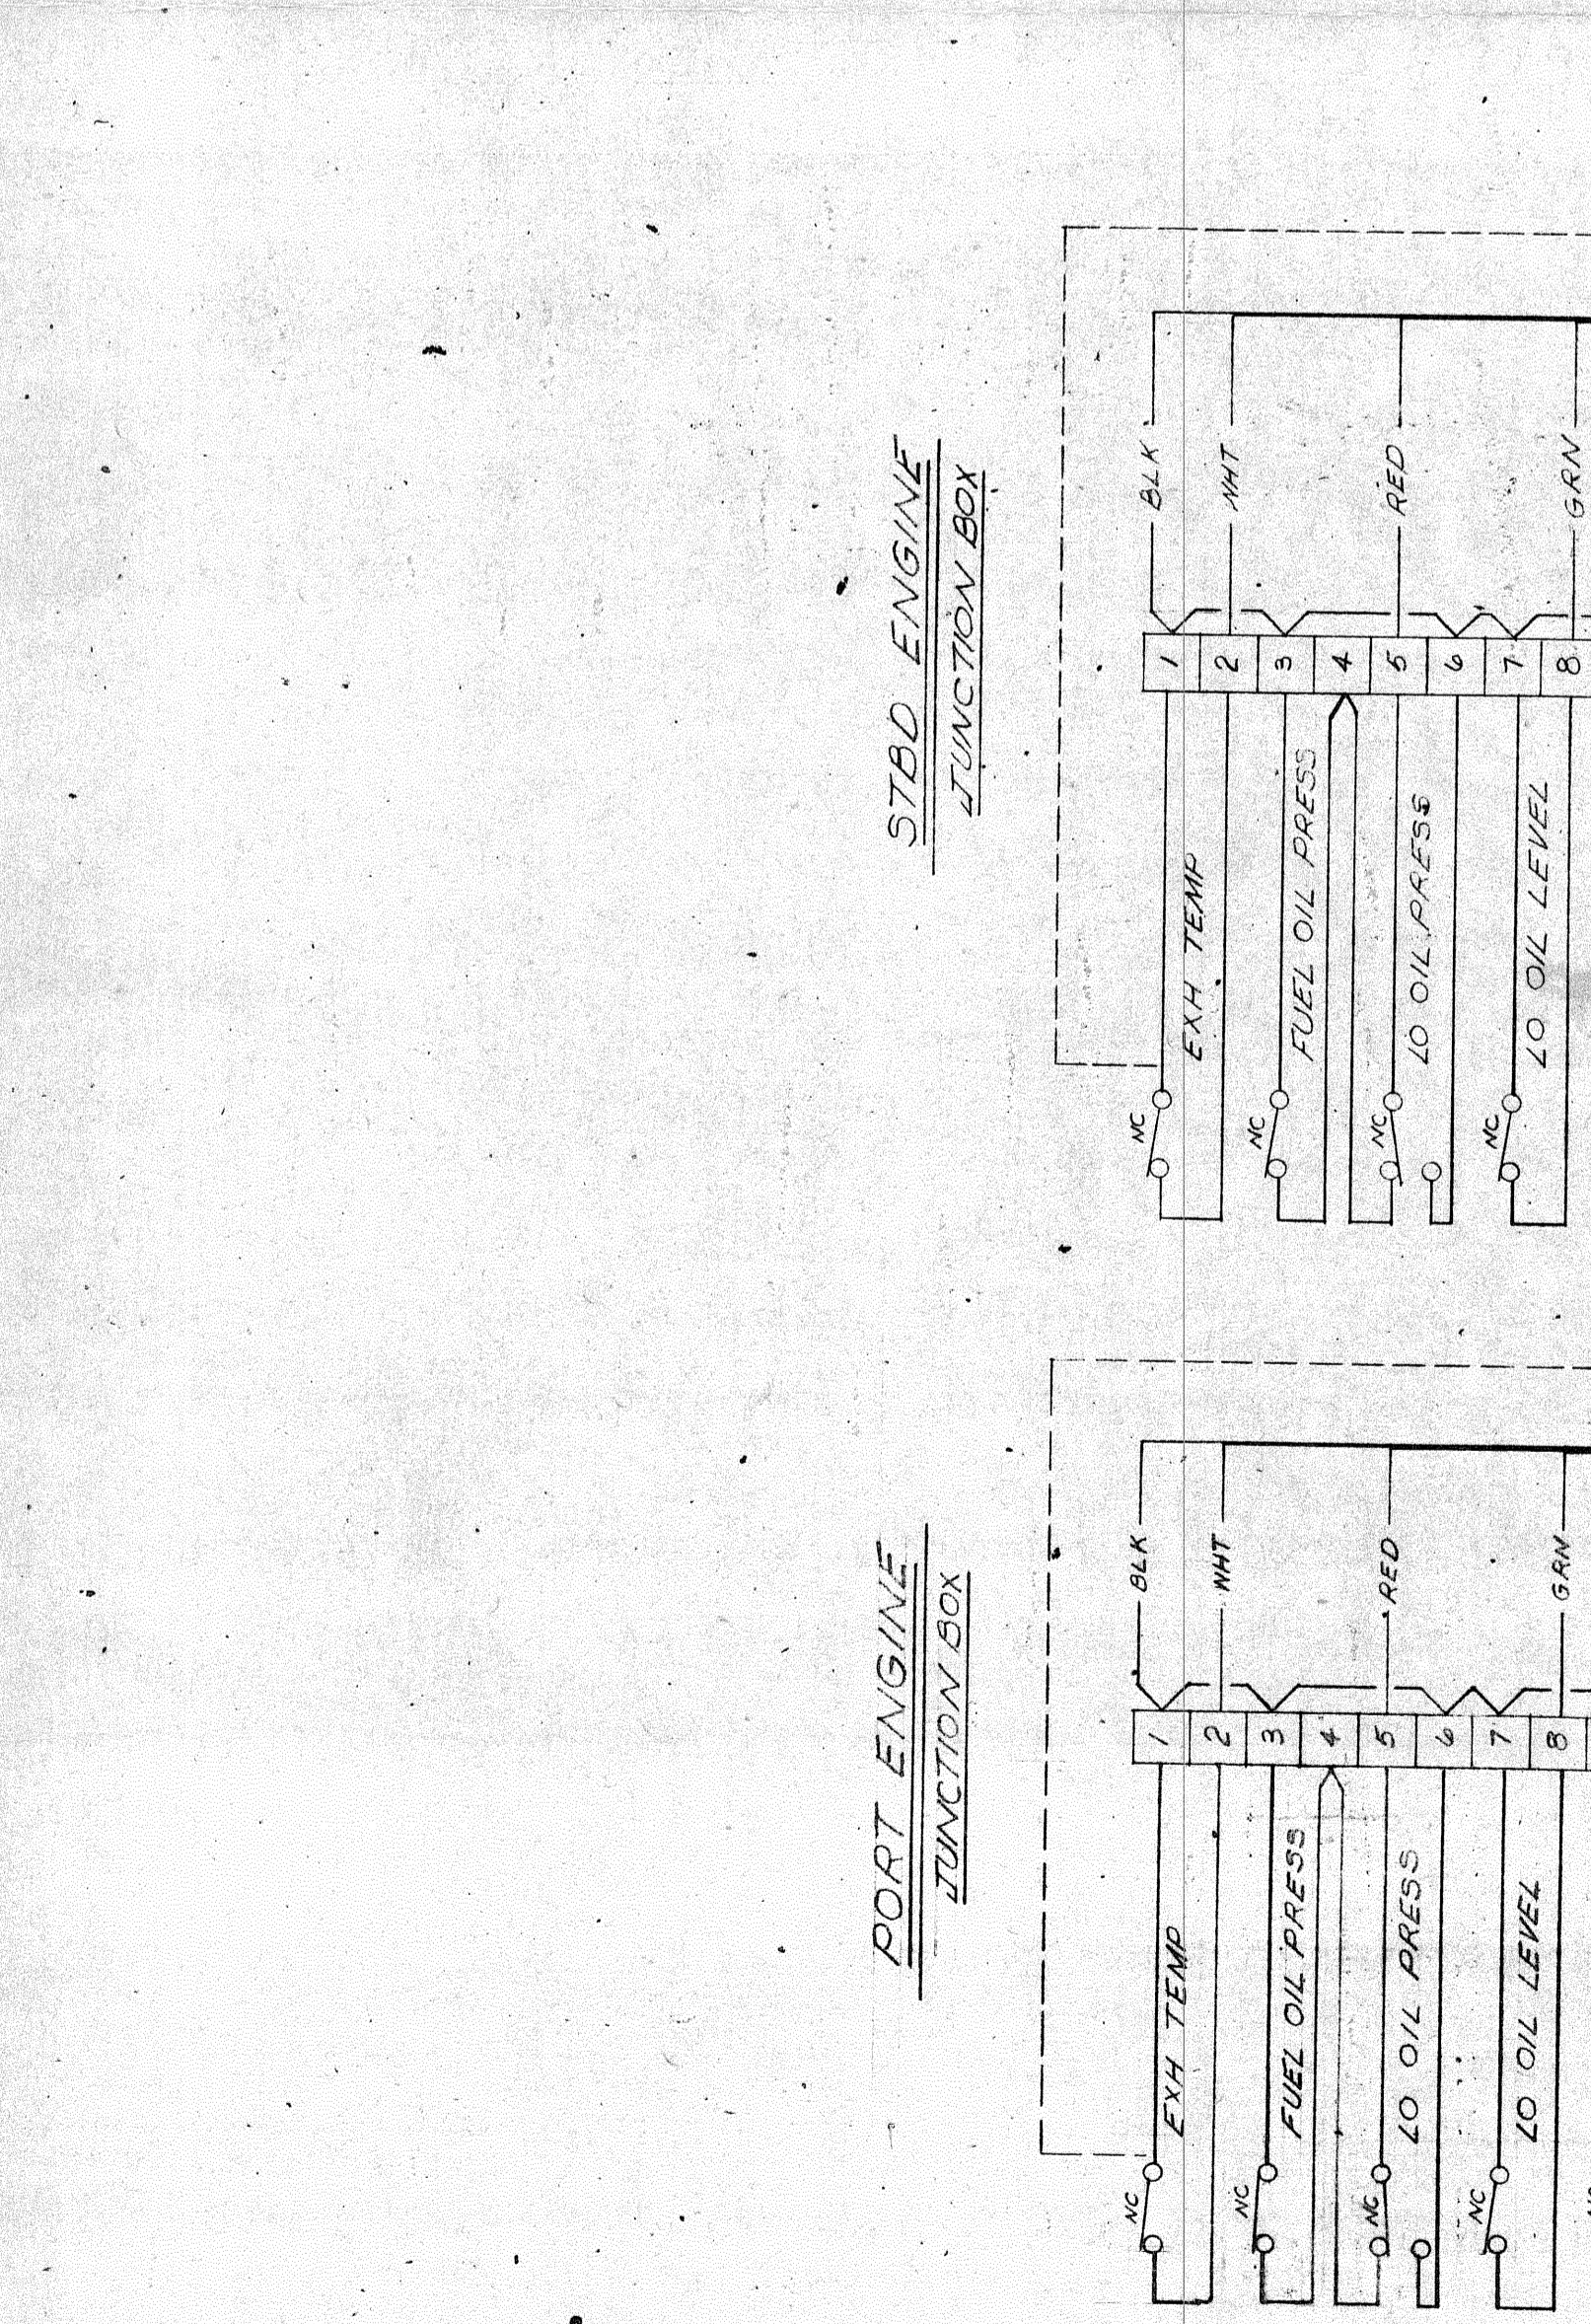 STBD ENGINE
JUNCTION BOX
BLK
WHT
RED
GRN
1 2 3 4 5 6 7 8
EXH TEMP
FUEL OIL PRESS
LO OIL PRESS
LO OIL LEVEL
NC
NC
NC
NC
PORT ENGINE
JUNCTION BOX
BLK
WHT
RED
GRN
1 2 3 4 5 6 7 8
EXH TEMP
FUEL OIL PRESS
LO OIL PRESS
LO OIL LEVEL
NC
NC
NC
NC